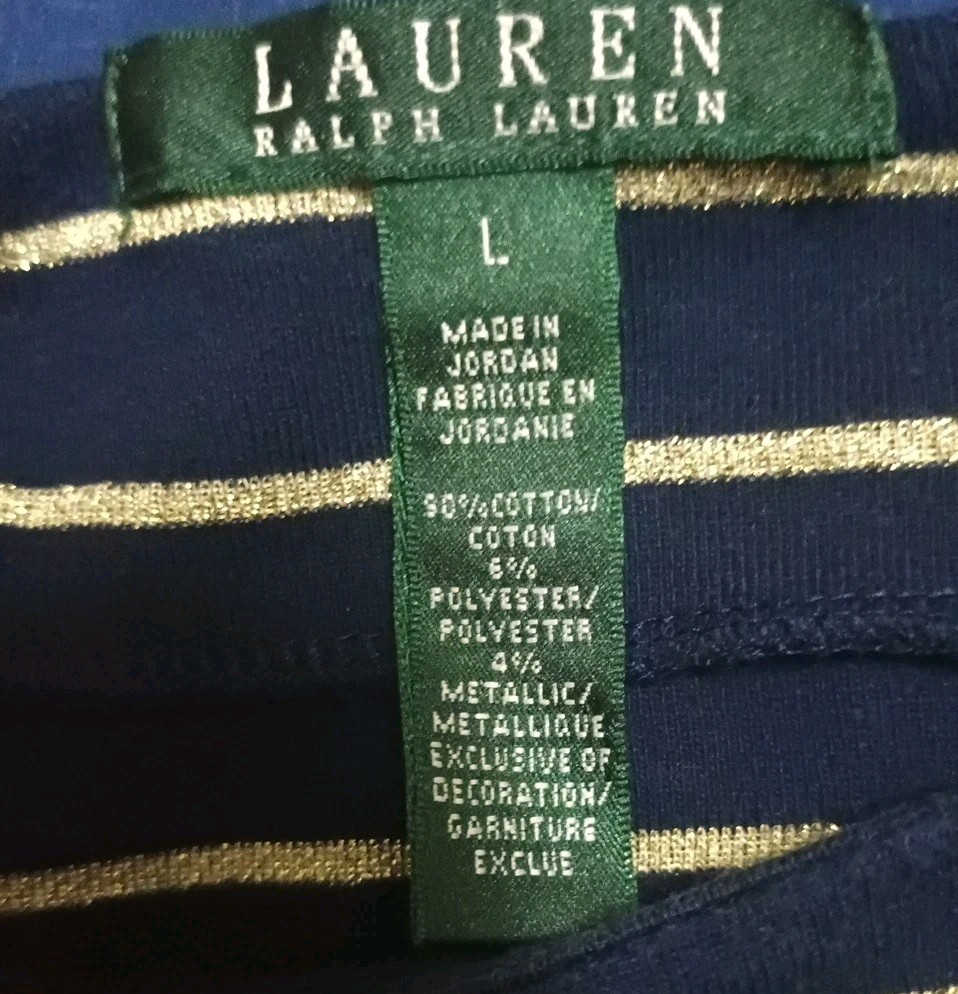 LAUREN
RALPH LAUREN
L
MADE IN
JORDAN
FABRIQUE EN
JORDANIE
90%COTTON/
COTON
6%
POLYESTER/
POLYESTER
4%
METALLIC/
METALLIQUE
EXCLUSIVE OF
DECORATION/
GARNITURE
EXCLUE